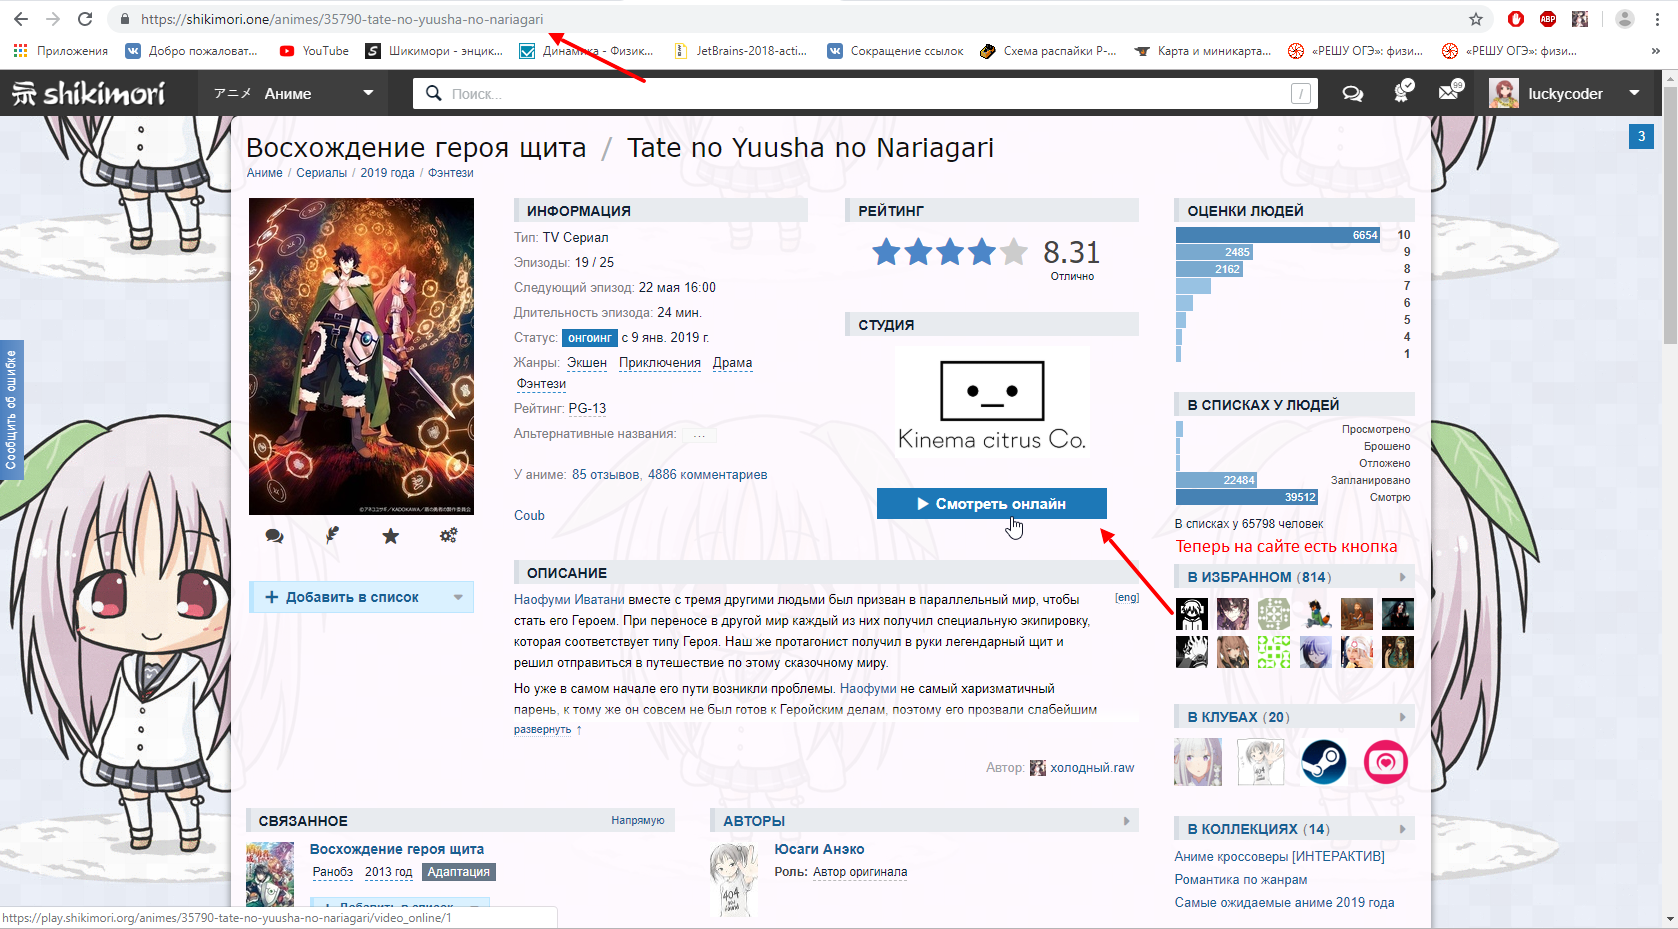 https://shikimori.one/animes/35790-tate-no-yuusha-no-nariagari
ABP
Приложения
Добро пожаловат...
YouTube
Шикимори - энцик...
Динамика - Физик...
JetBrains-2018-acti...
Сокращение ссылок
Схема распайки P-...
Карта и миникарта...
«РЕШУ ОГЭ»: физи...
«РЕШУ ОГЭ»: физи...
»
shikimori
アニメ Аниме
Поиск...
/
99
luckycoder
3
Восхождение героя щита / Tate no Yuusha no Nariagari
Аниме / Сериалы / 2019 года / Фэнтези
Сообщить об ошибке
ИНФОРМАЦИЯ
Тип: TV Сериал
Эпизоды: 19 / 25
Следующий эпизод: 22 мая 16:00
Длительность эпизода: 24 мин.
Статус: онгоинг с 9 янв. 2019 г.
Жанры: Экшен Приключения Драма
Фэнтези
Рейтинг: PG-13
Альтернативные названия: ...
У аниме: 85 отзывов, 4886 комментариев
Coub
РЕЙТИНГ
8.31
Отлично
СТУДИЯ
Kinema citrus Co.
Смотреть онлайн
ОЦЕНКИ ЛЮДЕЙ
6654 10
2485 9
2162 8
7
6
5
4
1
В СПИСКАХ У ЛЮДЕЙ
Просмотрено
Брошено
Отложено
22484 Запланировано
39512 Смотрю
В списках у 65798 человек
Теперь на сайте есть кнопка
В ИЗБРАННОМ (814)
+ Добавить в список
ОПИСАНИЕ
[eng]
Наофуми Иватани вместе с тремя другими людьми был призван в параллельный мир, чтобы
стать его Героем. При переносе в другой мир каждый из них получил специальную экипировку,
которая соответствует типу Героя. Наш же протагонист получил в руки легендарный щит и
решил отправиться в путешествие по этому сказочному миру.
Но уже в самом начале его пути возникли проблемы. Наофуми не самый харизматичный
парень, к тому же он совсем не был готов к Геройским делам, поэтому его прозвали слабейшим
развернуть ↑
Автор: холодный.raw
В КЛУБАХ (20)
СВЯЗАННОЕ
Напрямую
Восхождение героя щита
Ранобэ 2013 год Адаптация
+ Добавить в список
АВТОРЫ
404
Юсаги Анэко
Роль: Автор оригинала
В КОЛЛЕКЦИЯХ (14)
Аниме кроссоверы [ИНТЕРАКТИВ]
Романтика по жанрам
Самые ожидаемые аниме 2019 года
https://play.shikimori.org/animes/35790-tate-no-yuusha-no-nariagari/video_online/1